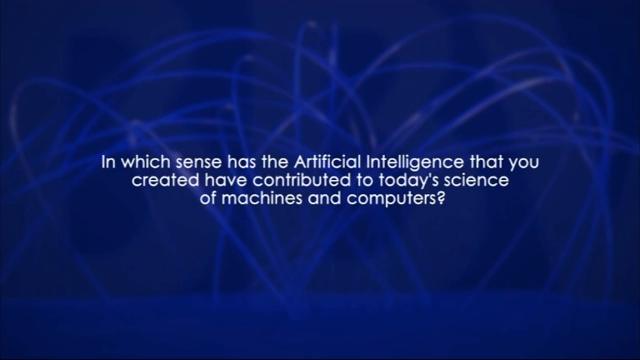 In which sense has the Artificial Intelligence that you
created have contributed to today's science
of machines and computers?